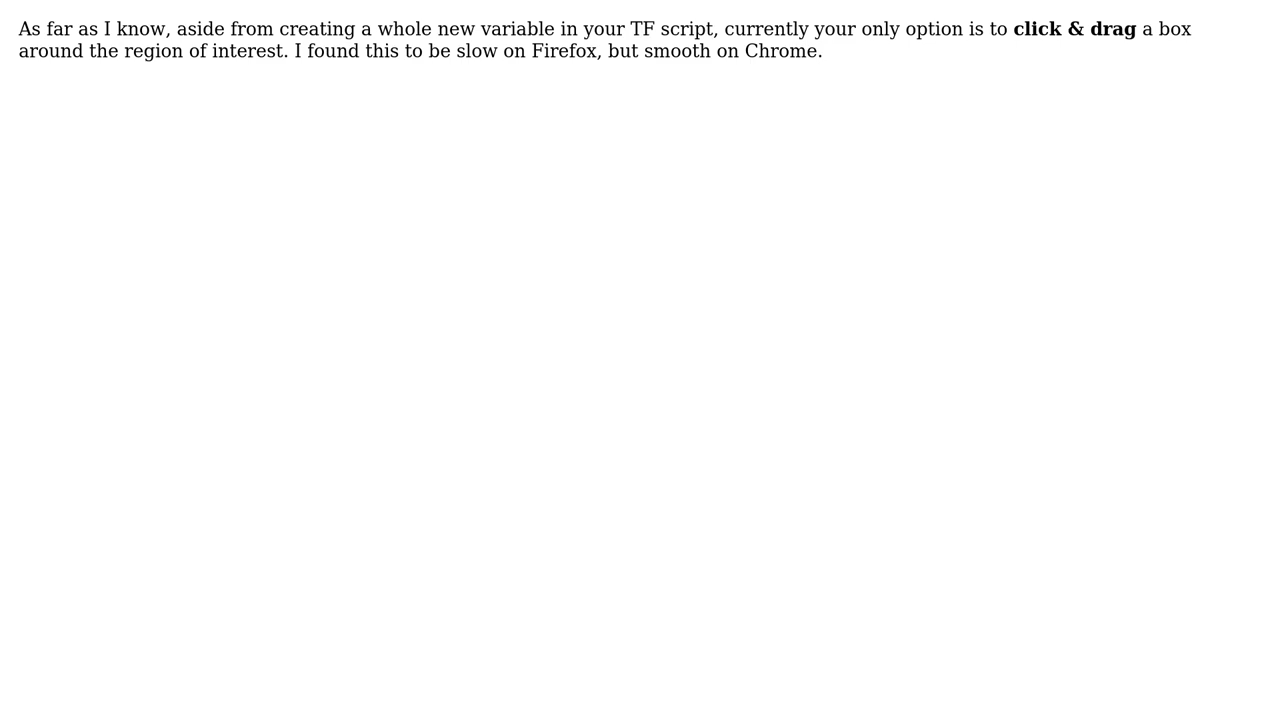 As far as I know, aside from creating a whole new variable in your TF script, currently your only option is to click & drag a box
around the region of interest. I found this to be slow on Firefox, but smooth on Chrome.